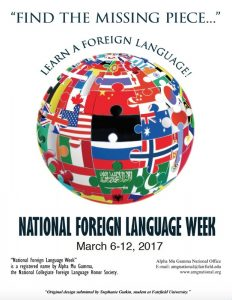 “FIND THE MISSING PIECE...”
LEARN A FOREIGN LANGUAGE!
NATIONAL FOREIGN LANGUAGE WEEK
March 6-12, 2017
"National Foreign Language Week"
is a registered name by Alpha Mu Gamma,
the National Collegiate Foreign Language Honor Society.
Alpha Mu Gamma National Office
E-mail: amgnational@fairfield.edu
www.amgnational.org
"Original design submitted by Stephanie Gaskin, student at Fairfield University."